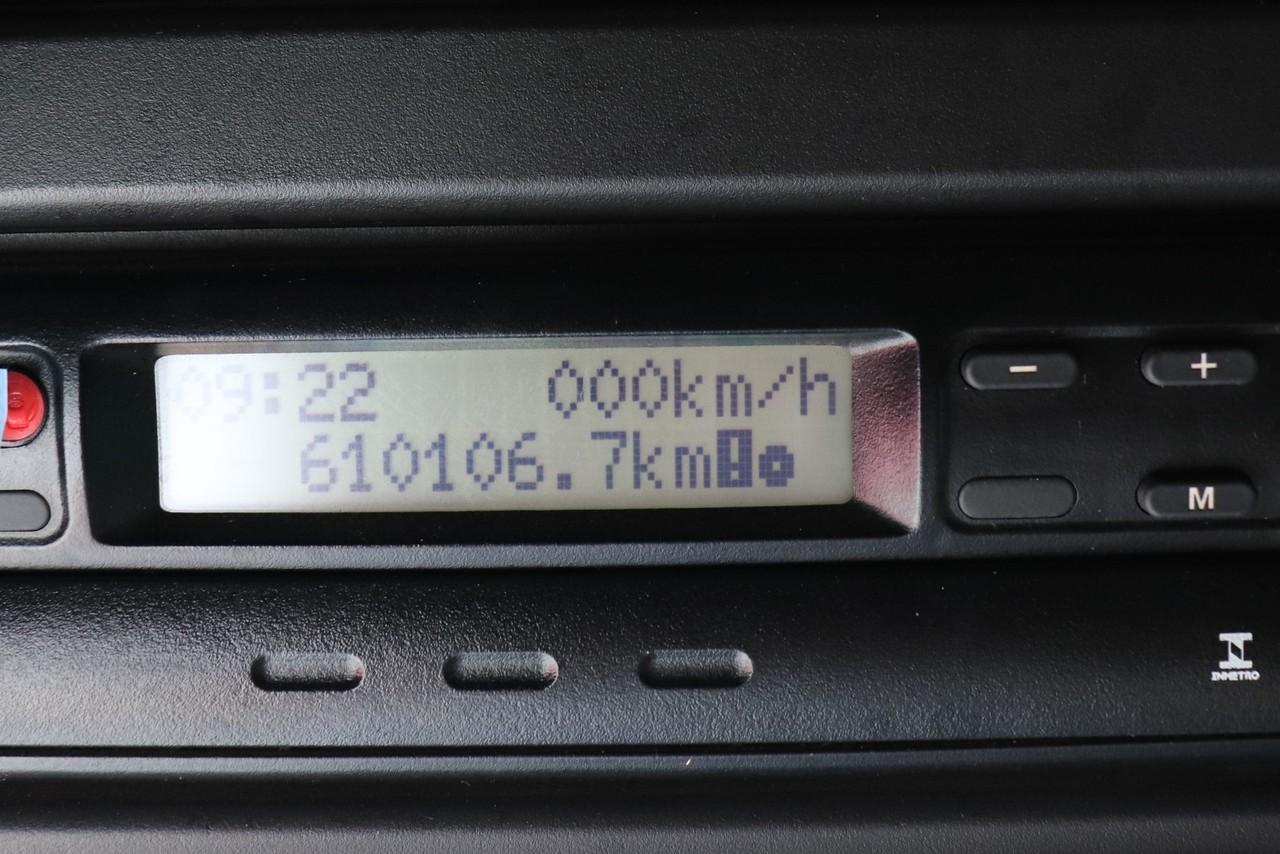 09:22 000km/h
610106.7km
- +
M
INMETRO